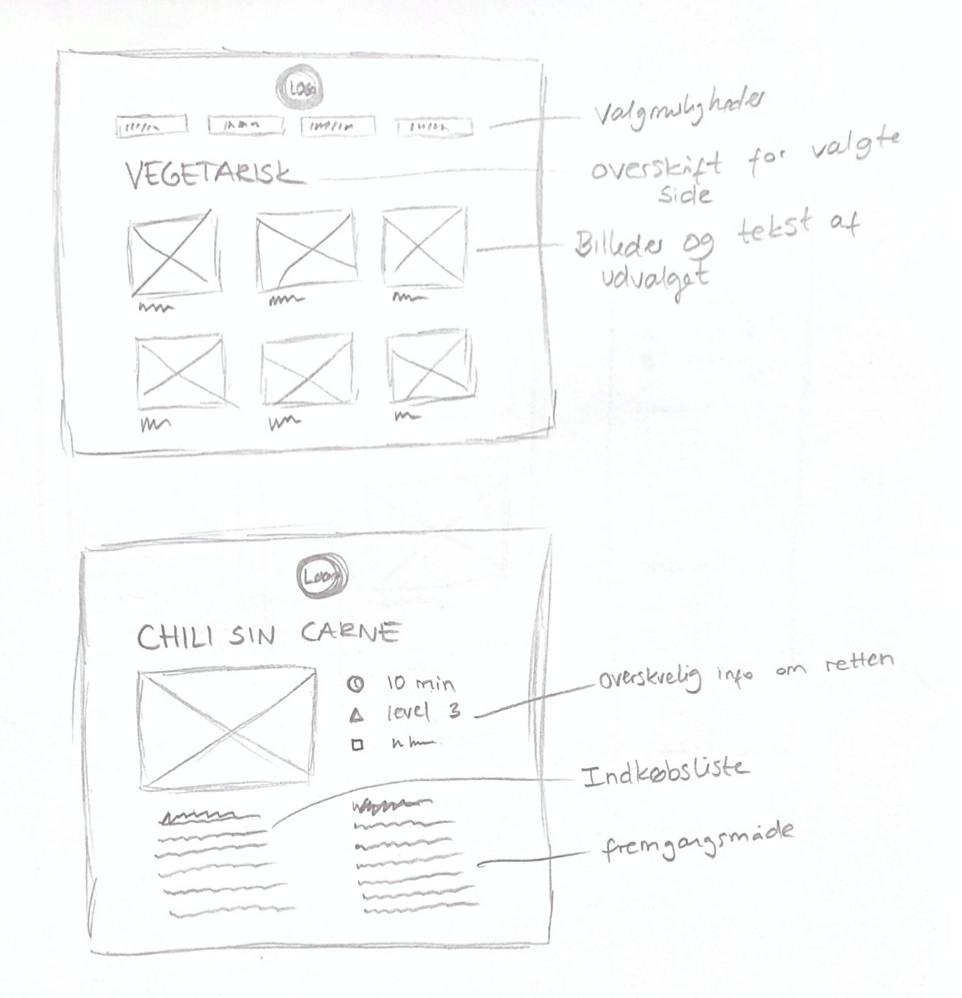 LOGO
Valgmuligheder
VEGETARISK
overskift for valgte
side
Billeder og tekst af
udvalget
Logo
CHILI SIN CARNE
10 min
level 3
overskuelig info om retten
Indkøbsliste
fremgangsmåde